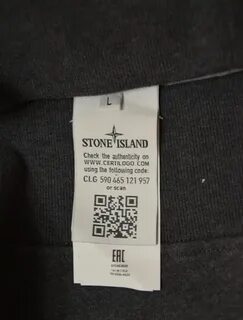 L
STONE ISLAND
Check the authenticity on
WWW.CERTILOGO.COM
using the following code:
CLG 590 465 121 957
or scan
EAC